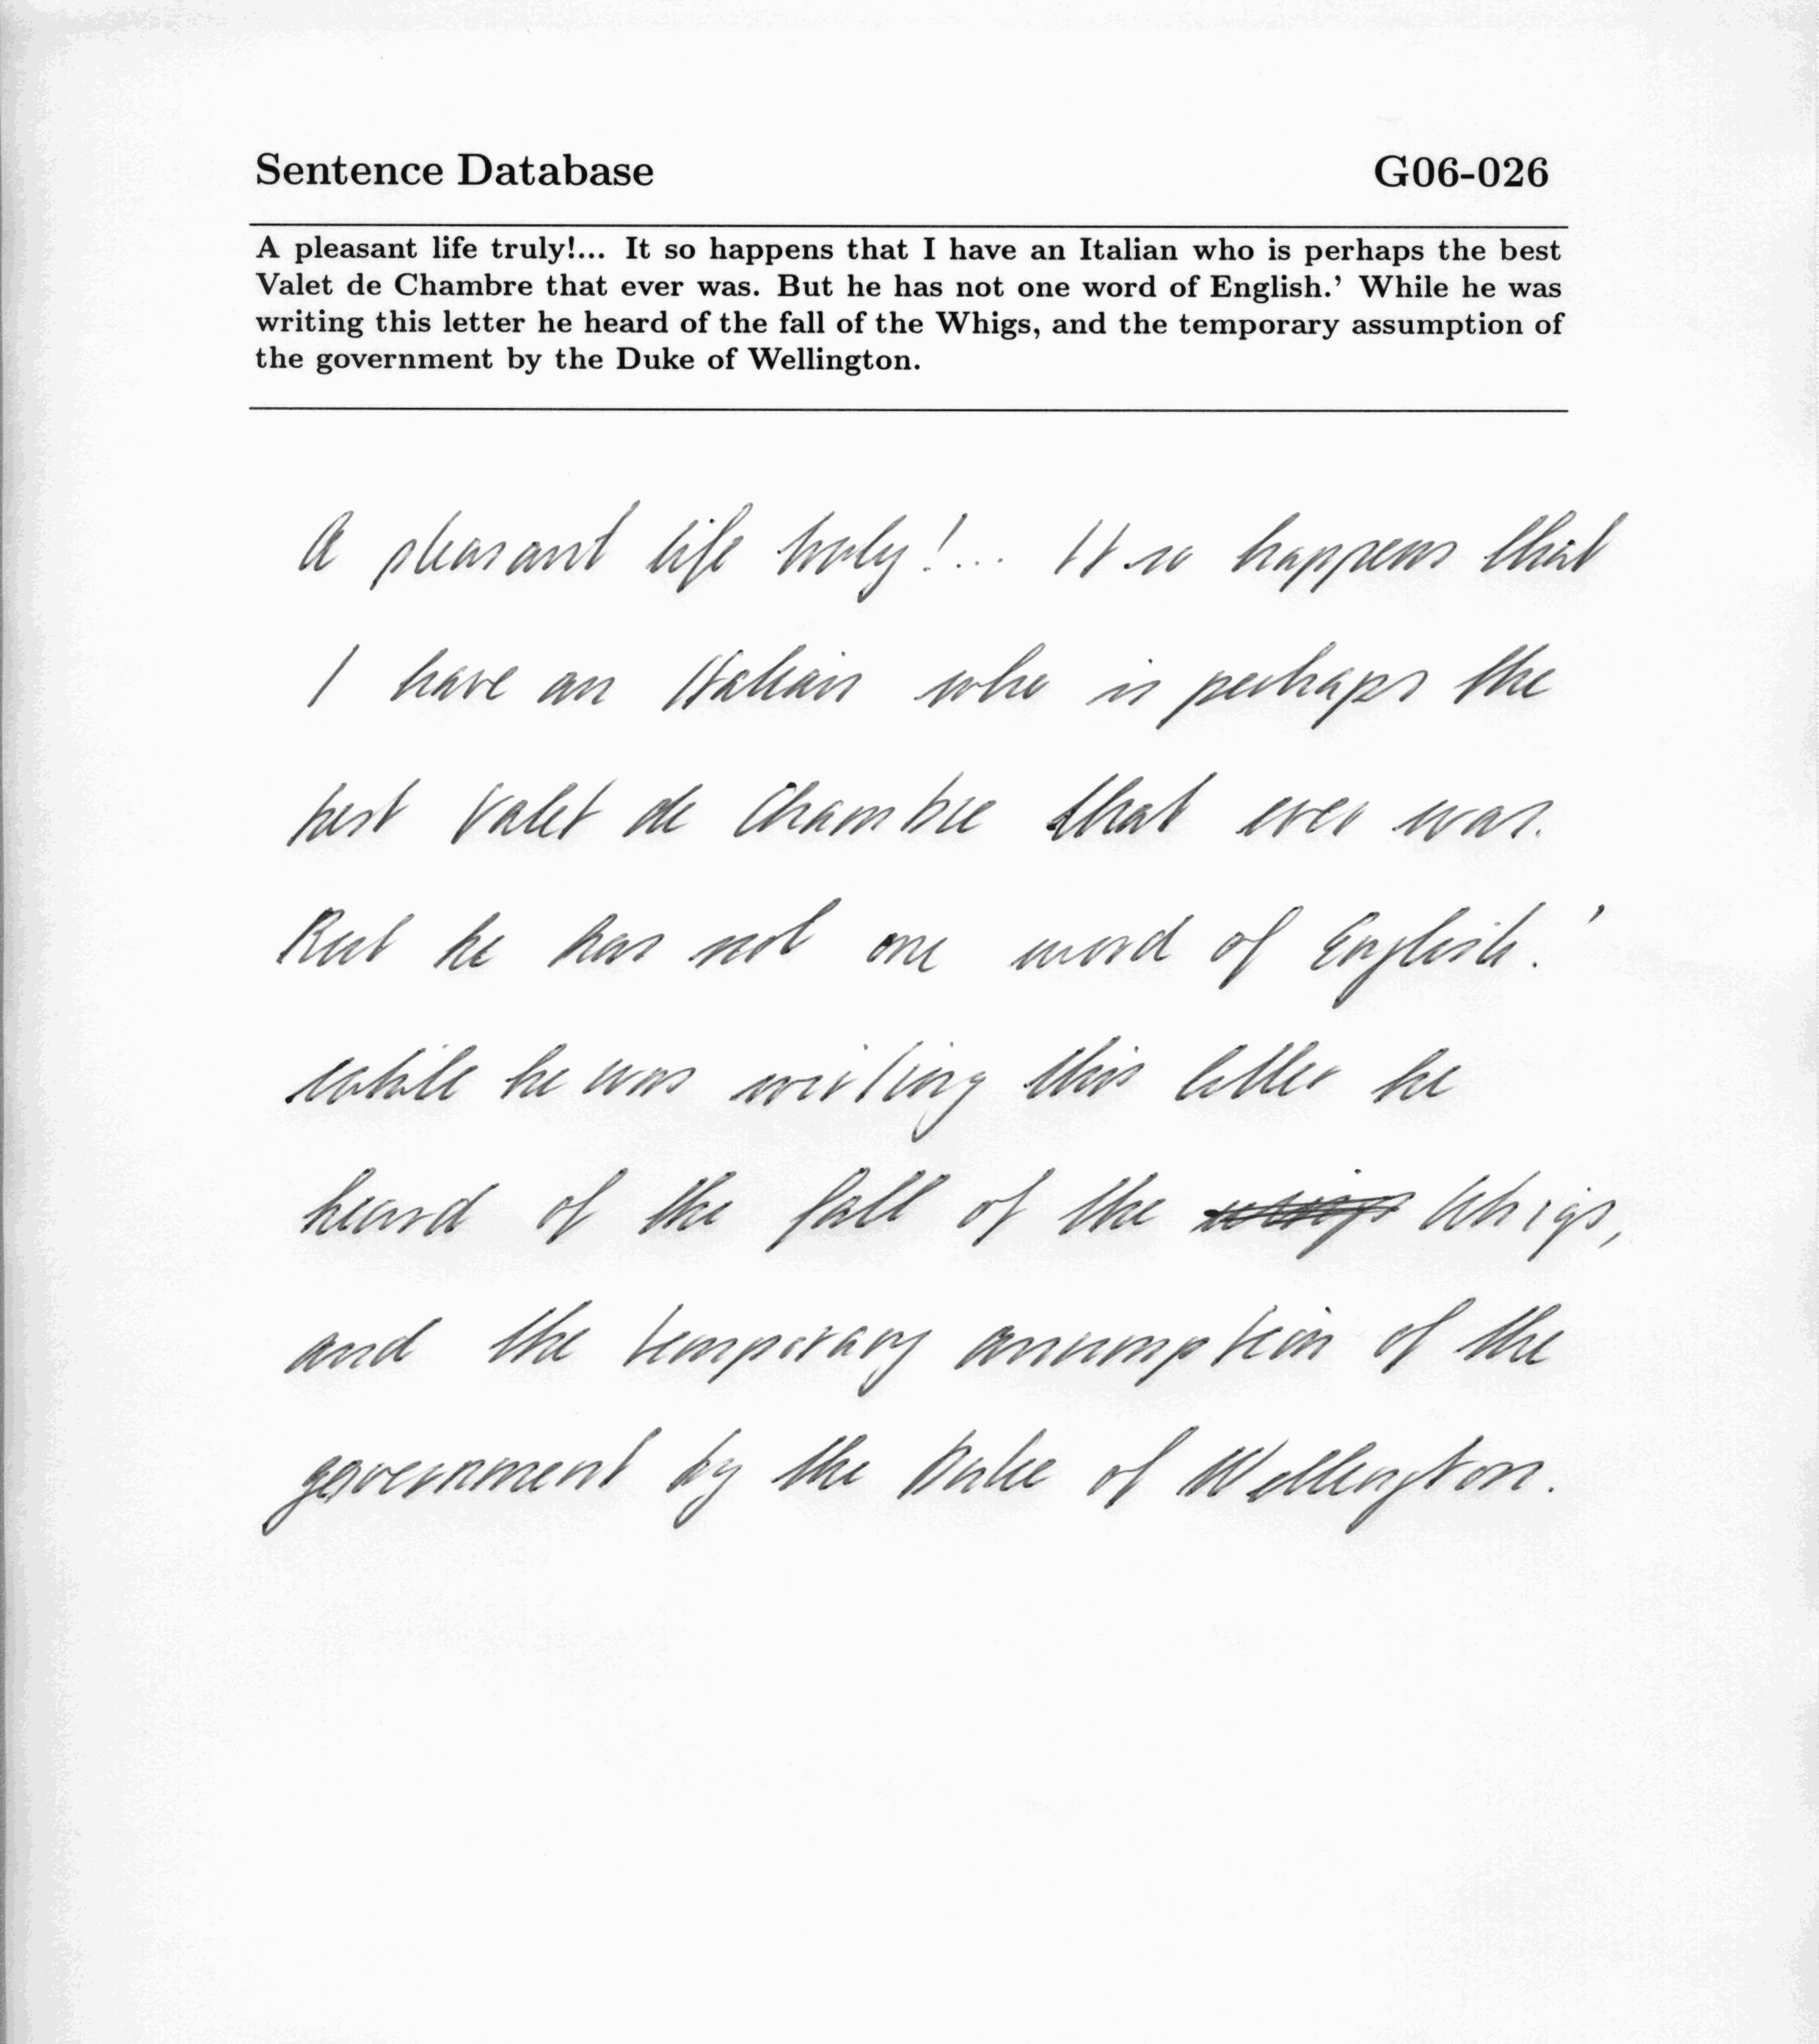 Sentence Database G06-026
A pleasant life truly!... It so happens that I have an Italian who is perhaps the best
Valet de Chambre that ever was. But he has not one word of English.' While he was
writing this letter he heard of the fall of the Whigs, and the temporary assumption of
the government by the Duke of Wellington.
A pleasant life truly!... It so happens that
I have an Italian who is perhaps the
best Valet de Chambre that ever was.
But he has not one word of English.'
while he was writing this letter he
heard of the fall of the Whigs,
and the temporary assumption of the
government by the Duke of Wellington.